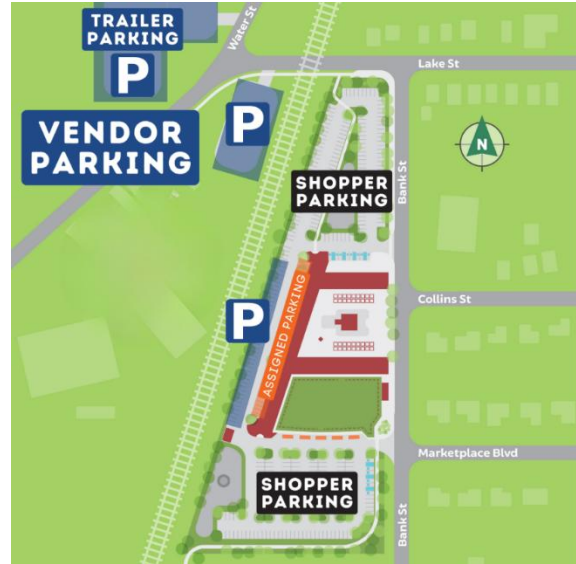 TRAILER
PARKING
P
Water St
VENDOR
PARKING
P
Lake St
N
SHOPPER
PARKING
Bank St
P
ASSIGNED PARKING
Collins St
Marketplace Blvd
SHOPPER
PARKING
Bank St